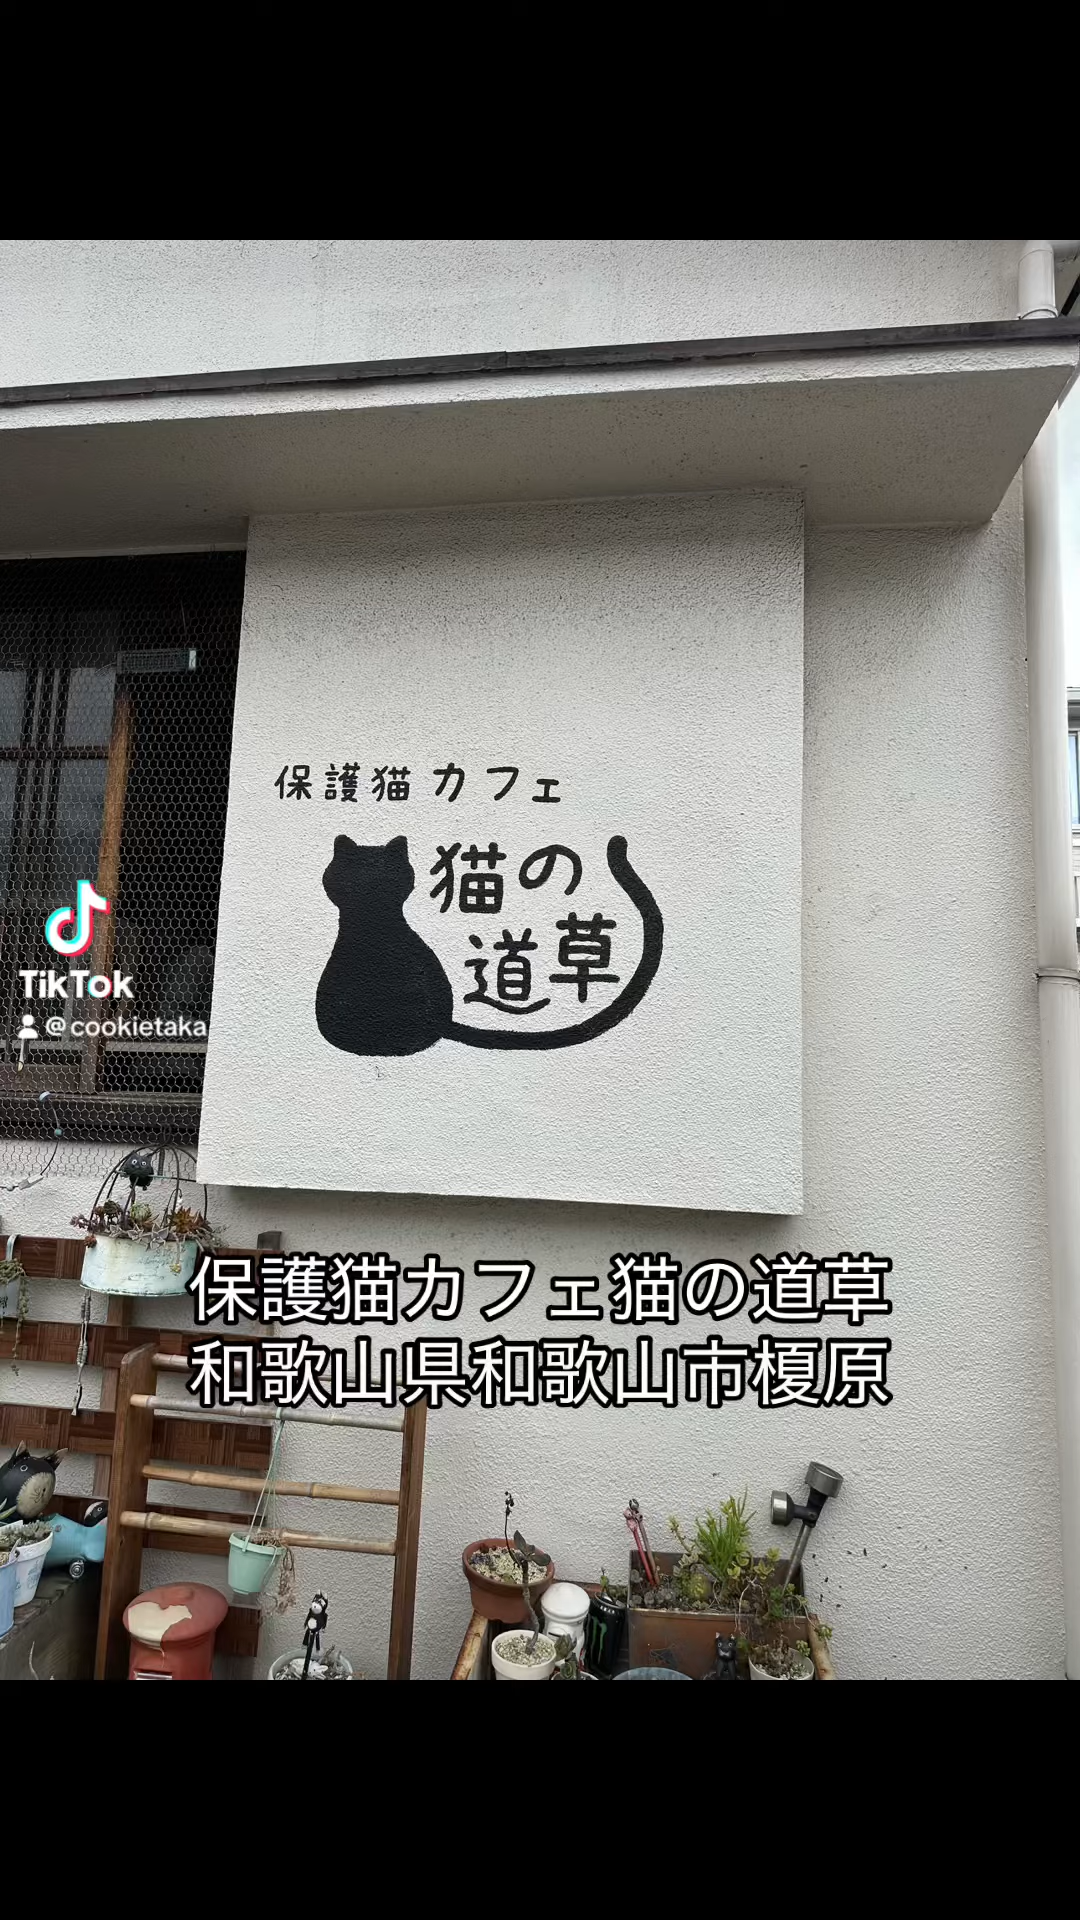 保護猫カフェ
猫の
道草
TikTok
@cookietaka
保護猫カフェ猫の道草
和歌山県和歌山市榎原